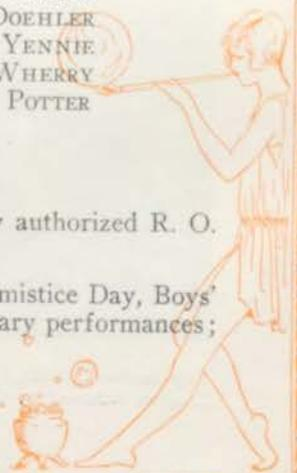 DOEHLER
YENNIE
WHERRY
POTTER
authorized R. O.
mistice Day, Boys'
ary performances;